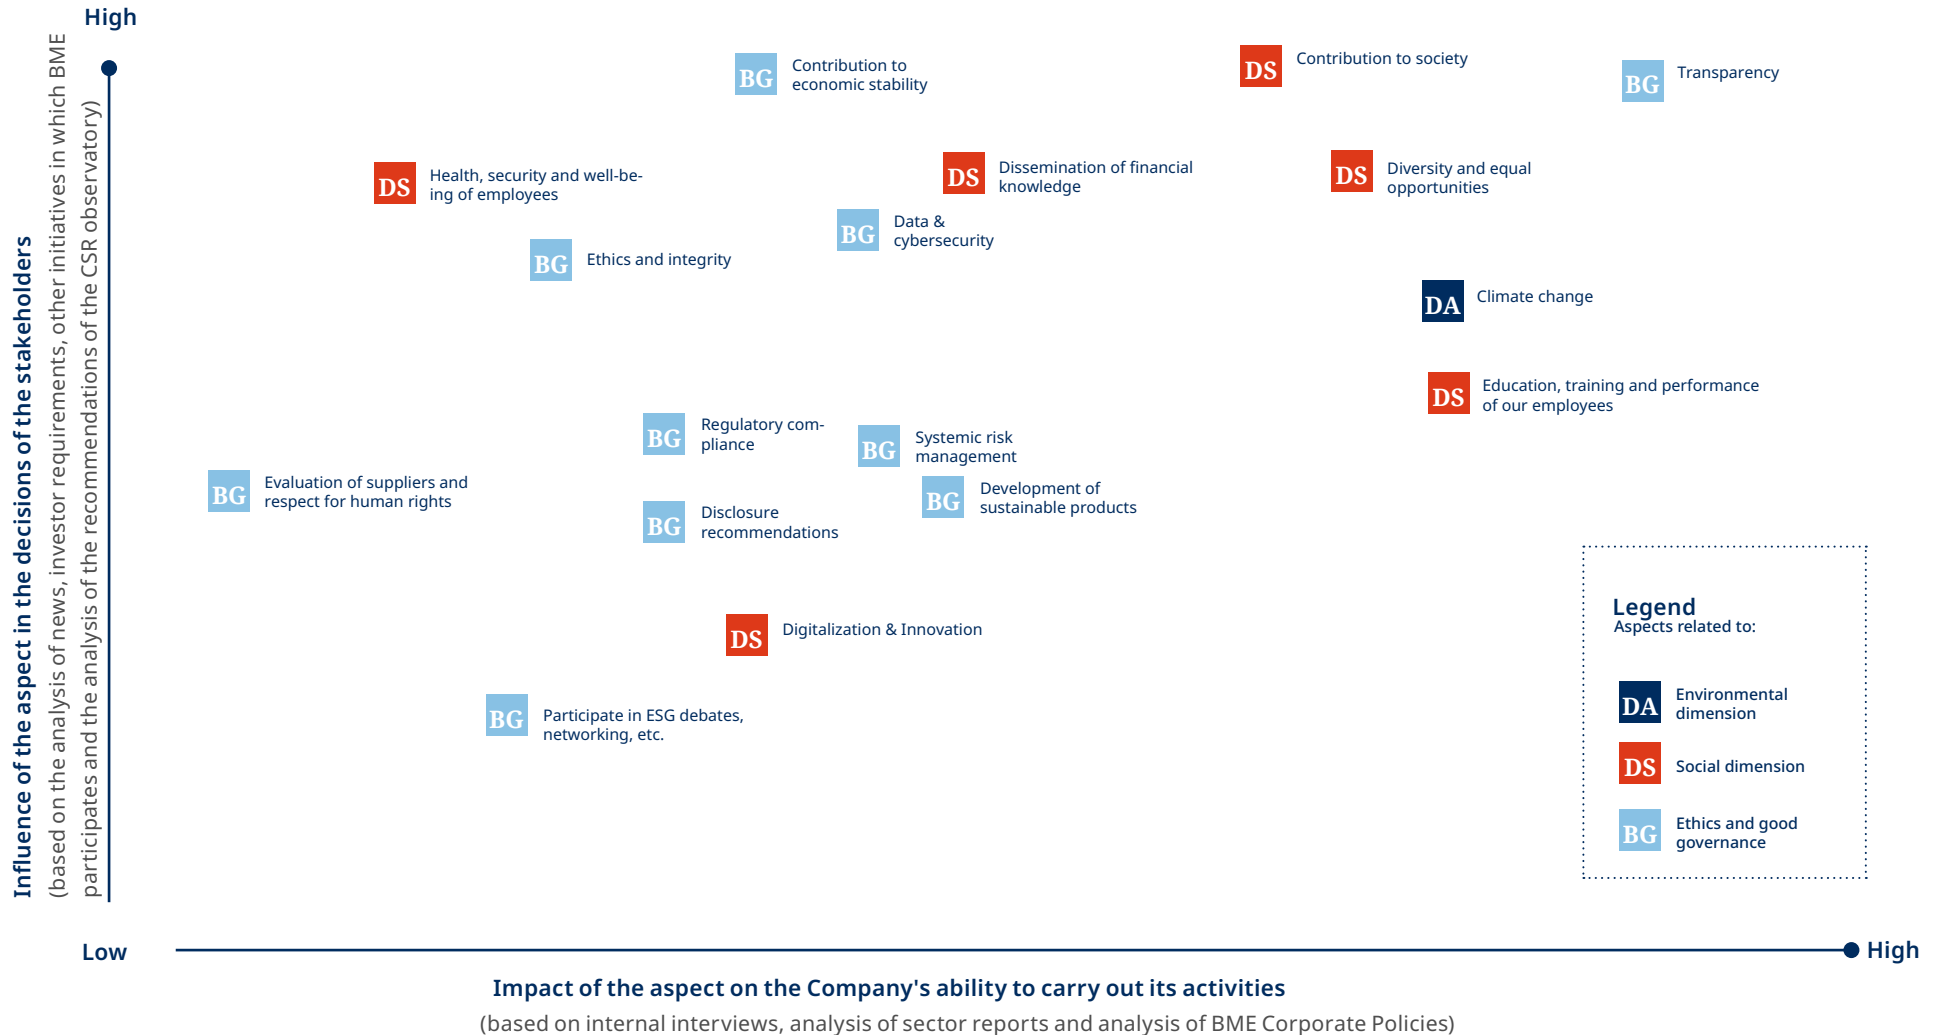 High
Influence of the aspect in the decisions of the stakeholders
(based on the analysis of news, investor requirements, other initiatives in which BME
participates and the analysis of the recommendations of the CSR observatory)
BG
Contribution to
economic stability
DS
Contribution to society
BG
Transparency
DS
Health, security and well-be-
ing of employees
DS
Dissemination of financial
knowledge
DS
Diversity and equal
opportunities
BG
Data &
cybersecurity
BG
Ethics and integrity
DA
Climate change
DS
Education, training and performance
of our employees
BG
Regulatory com-
pliance
BG
Systemic risk
management
BG
Evaluation of suppliers and
respect for human rights
BG
Development of
sustainable products
BG
Disclosure
recommendations
DS
Digitalization & Innovation
BG
Participate in ESG debates,
networking, etc.
Legend
Aspects related to:
DA
Environmental
dimension
DS
Social dimension
BG
Ethics and good
governance
Low
High
Impact of the aspect on the Company's ability to carry out its activities
(based on internal interviews, analysis of sector reports and analysis of BME Corporate Policies)